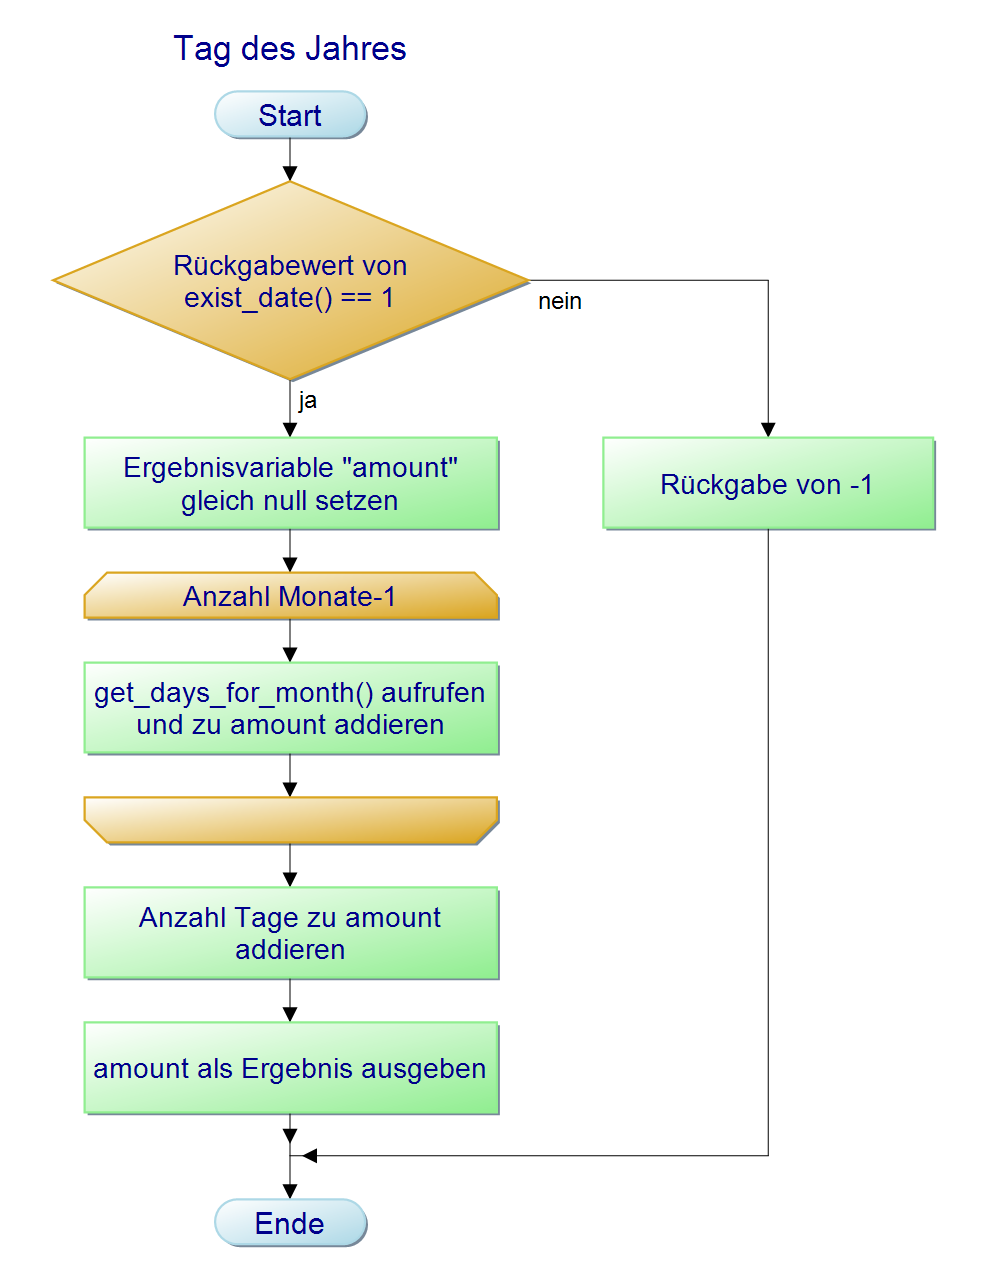 Tag des Jahres
Start
Rückgabewert von
exist_date() == 1
nein
ja
Ergebnisvariable "amount"
gleich null setzen
Rückgabe von -1
Anzahl Monate-1
get_days_for_month() aufrufen
und zu amount addieren
Anzahl Tage zu amount
addieren
amount als Ergebnis ausgeben
Ende